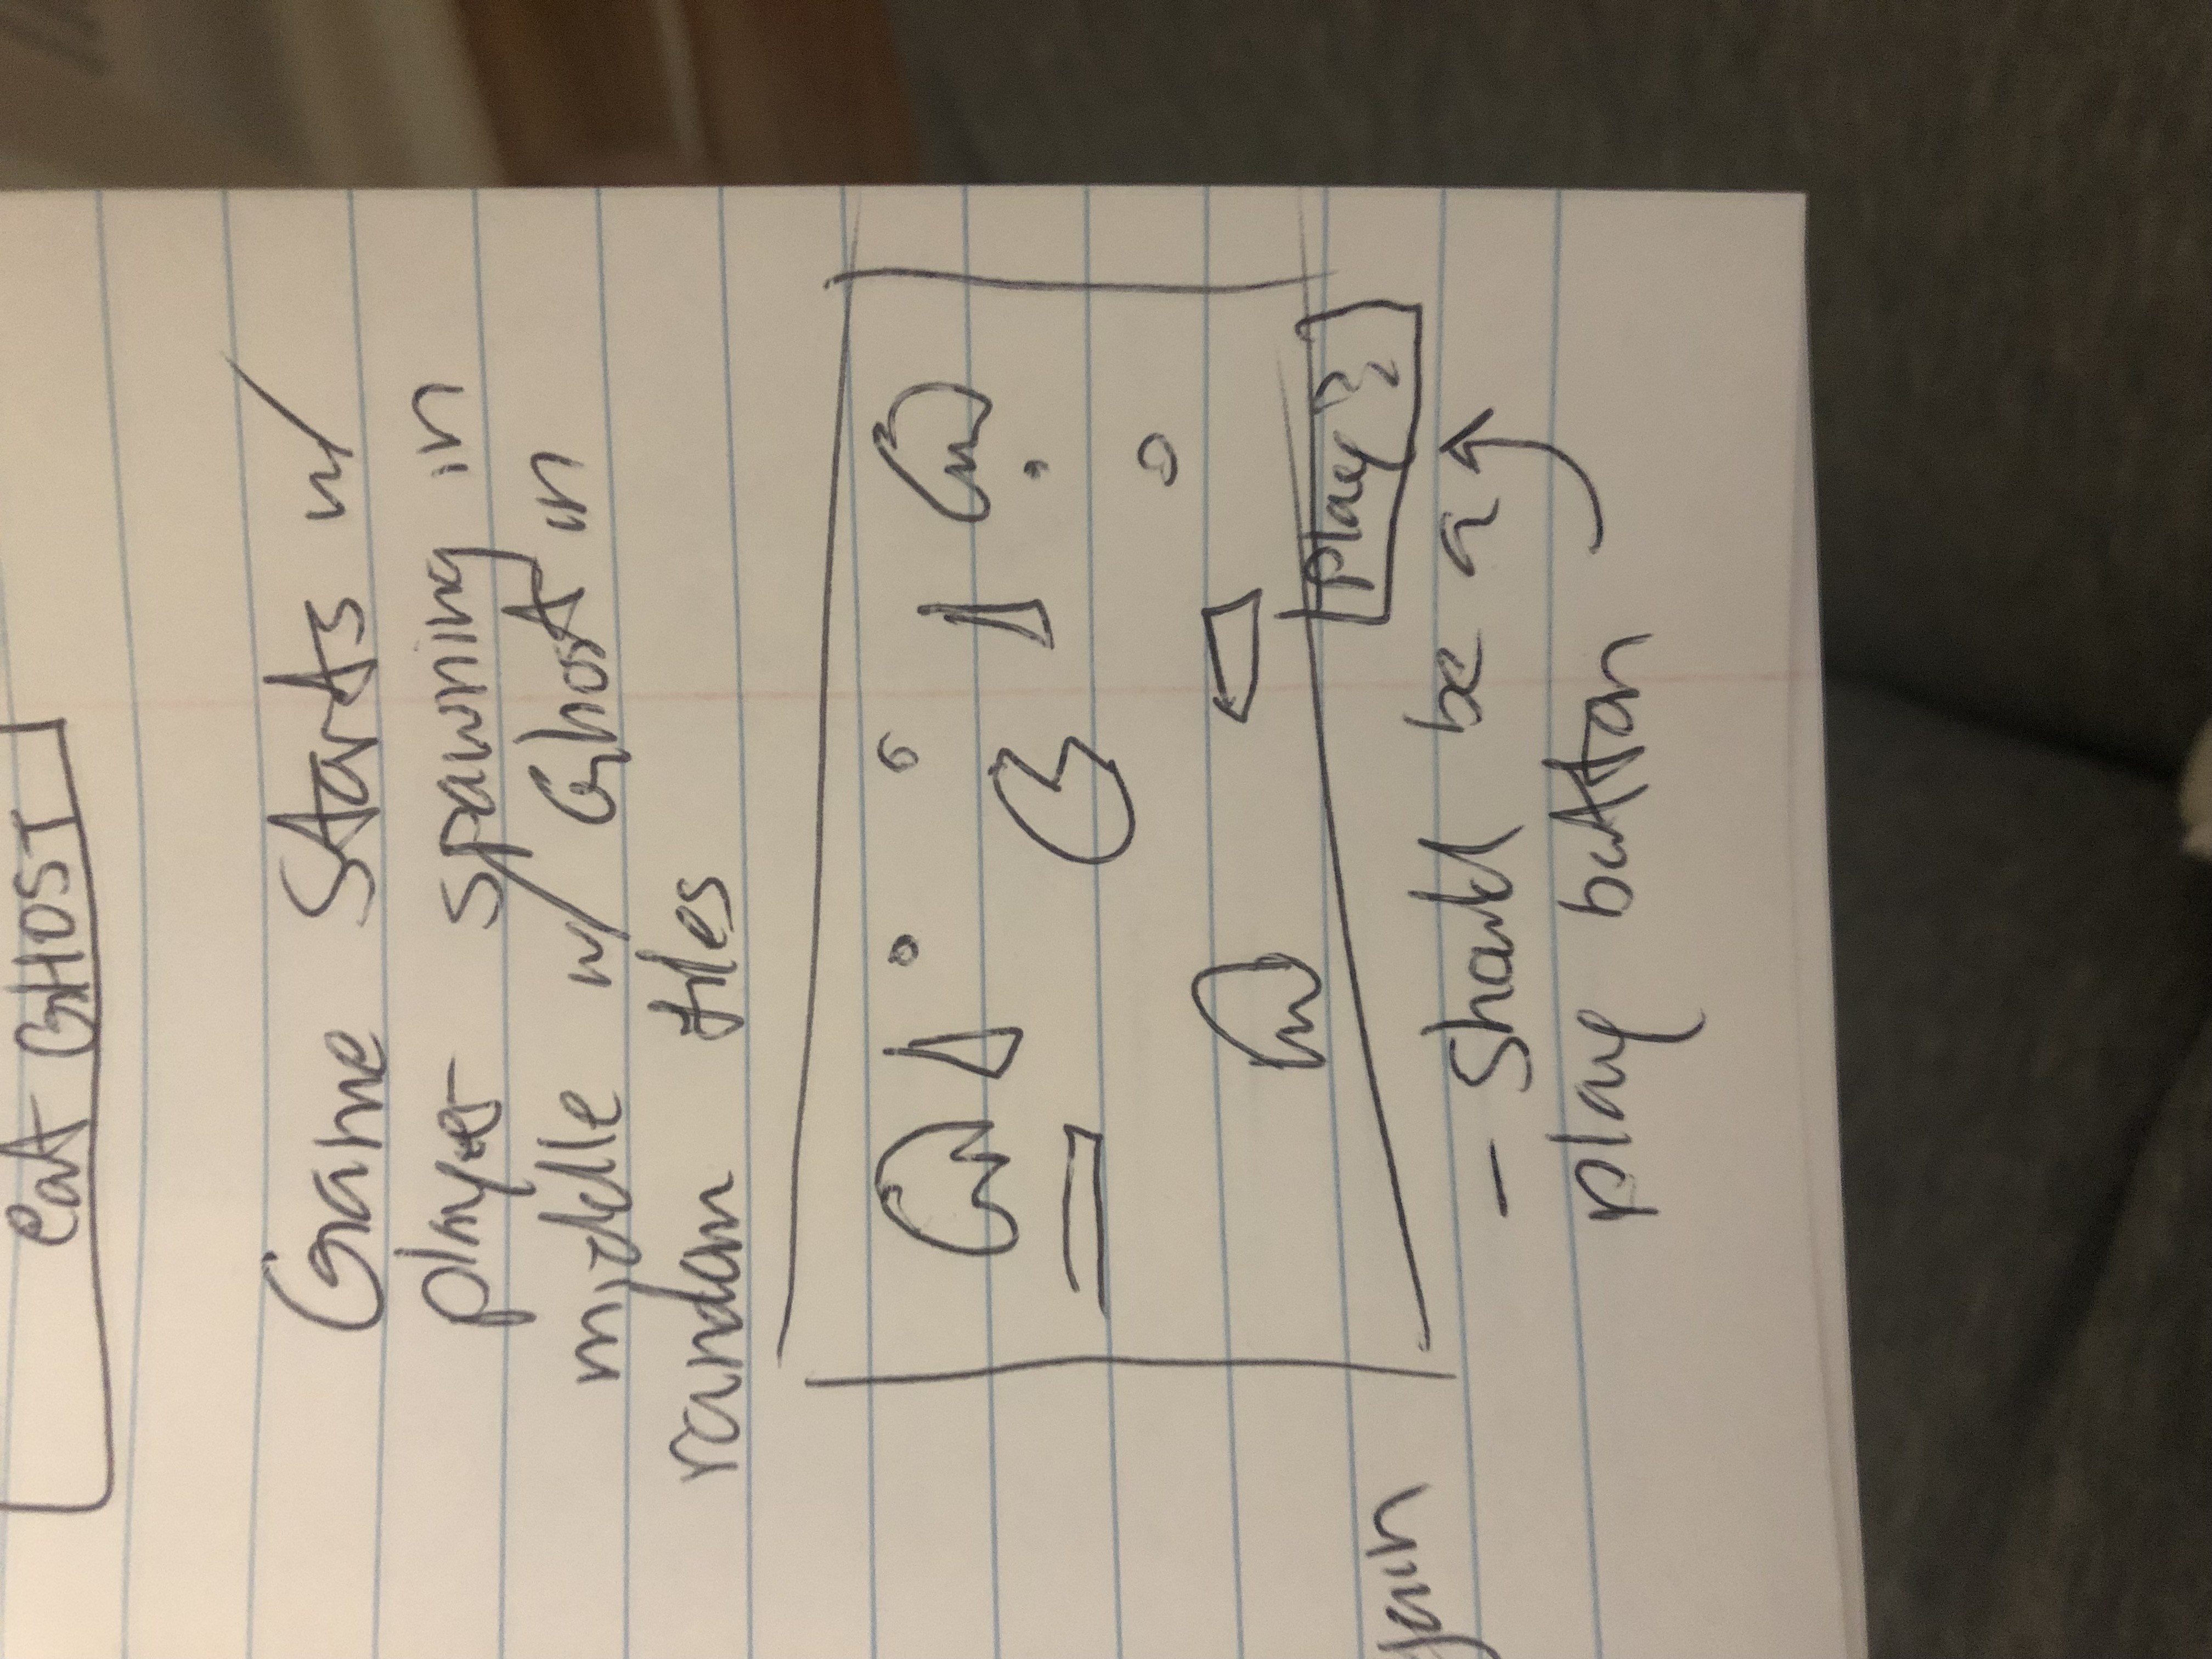 eat GHOST
Game Starts w/
player spawning in
middle w/ Ghost in
random tiles
Play?
gain
- Should be a
play button